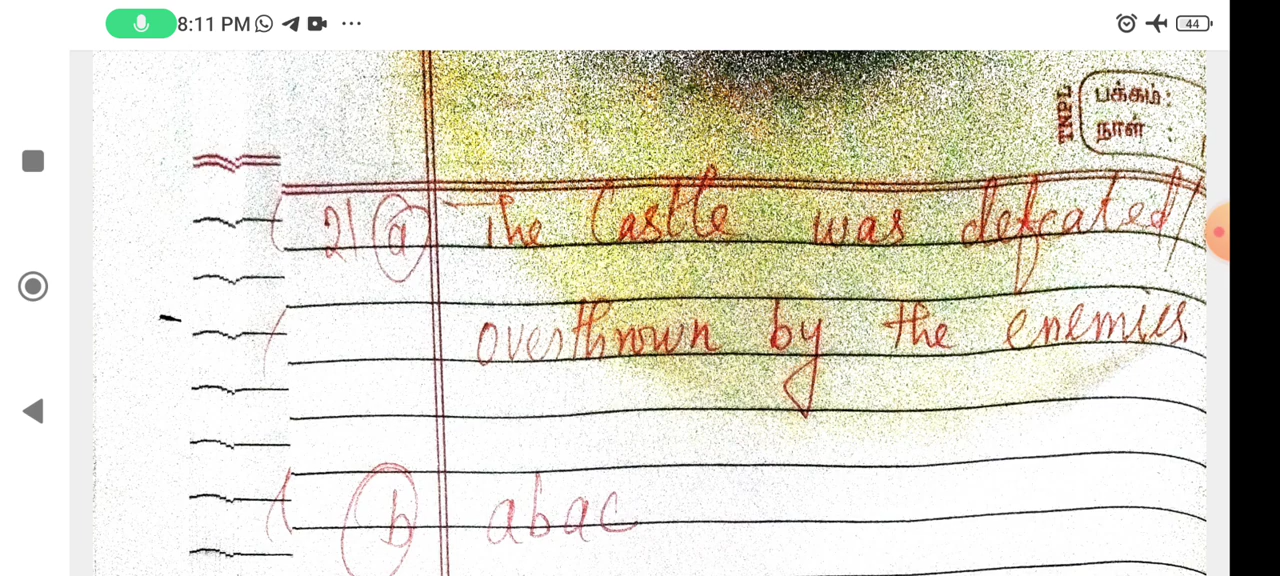 8:11 PM
44
TNPL
பக்கம் :
நாள் :
21 (a) The Castle was defeated/
overthrown by the enemies.
(b) abac